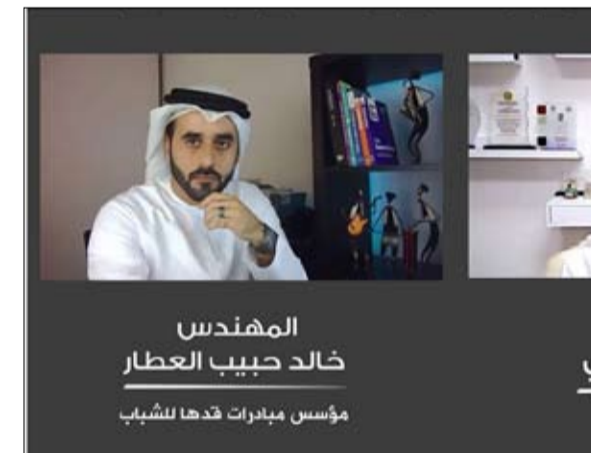 المهندس
خالد حبيب العطار
مؤسس مبادرات قدها للشباب